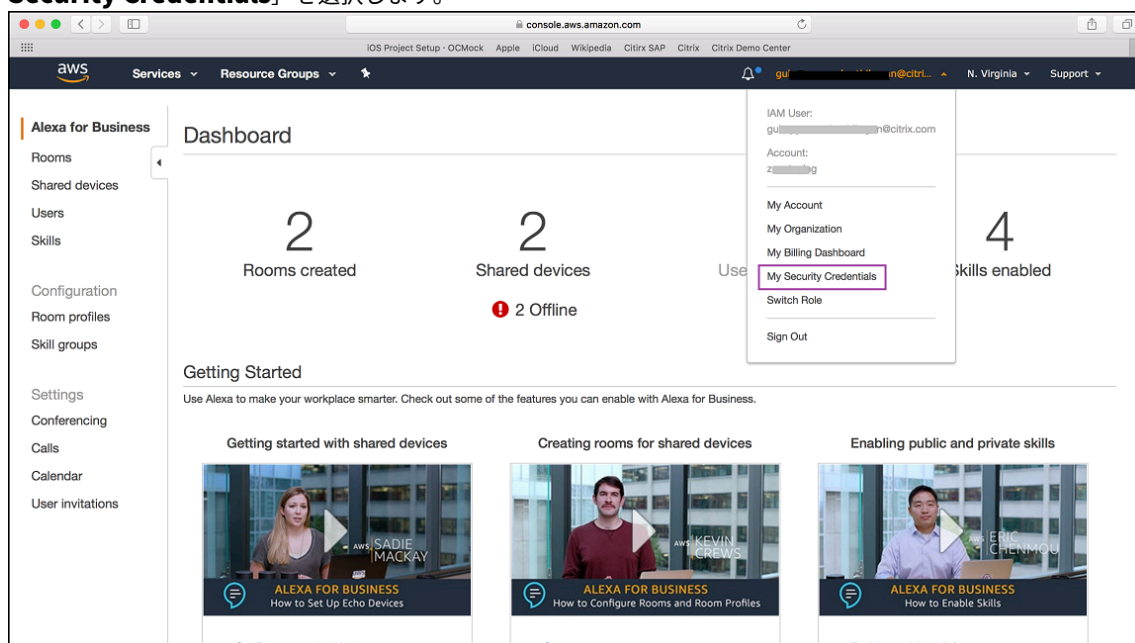 Security Credentials］を選択します。
console.aws.amazon.com
iOS Project Setup · OCMock Apple iCloud Wikipedia Citirx SAP Citrix Citrix Demo Center
aws Services Resource Groups gu n@citri... N. Virginia Support
Alexa for Business
Rooms
Shared devices
Users
Skills
Configuration
Room profiles
Skill groups
Settings
Conferencing
Calls
Calendar
User invitations
Dashboard
2
Rooms created
2
Shared devices
2 Offline
Use
4
kills enabled
IAM User:
gu n@citrix.com
Account:
z g
My Account
My Organization
My Billing Dashboard
My Security Credentials
Switch Role
Sign Out
Getting Started
Use Alexa to make your workplace smarter. Check out some of the features you can enable with Alexa for Business.
Getting started with shared devices
aws SADIE
MACKAY
ALEXA FOR BUSINESS
How to Set Up Echo Devices
Creating rooms for shared devices
aws KEVIN
CREWS
ALEXA FOR BUSINESS
How to Configure Rooms and Room Profiles
Enabling public and private skills
aws ERIC
CHENMOU
ALEXA FOR BUSINESS
How to Enable Skills